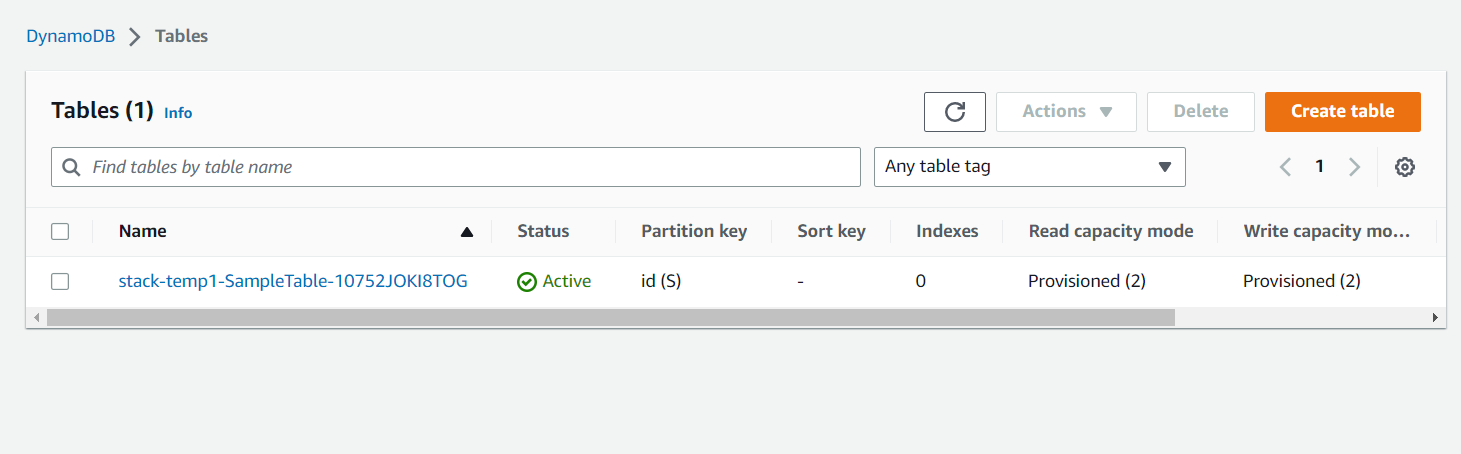 DynamoDB > Tables
Tables (1) Info
Actions Delete Create table
Find tables by table name Any table tag 1
Name Status Partition key Sort key Indexes Read capacity mode Write capacity mo...
stack-temp1-SampleTable-10752JOKI8TOG Active id (S) - 0 Provisioned (2) Provisioned (2)